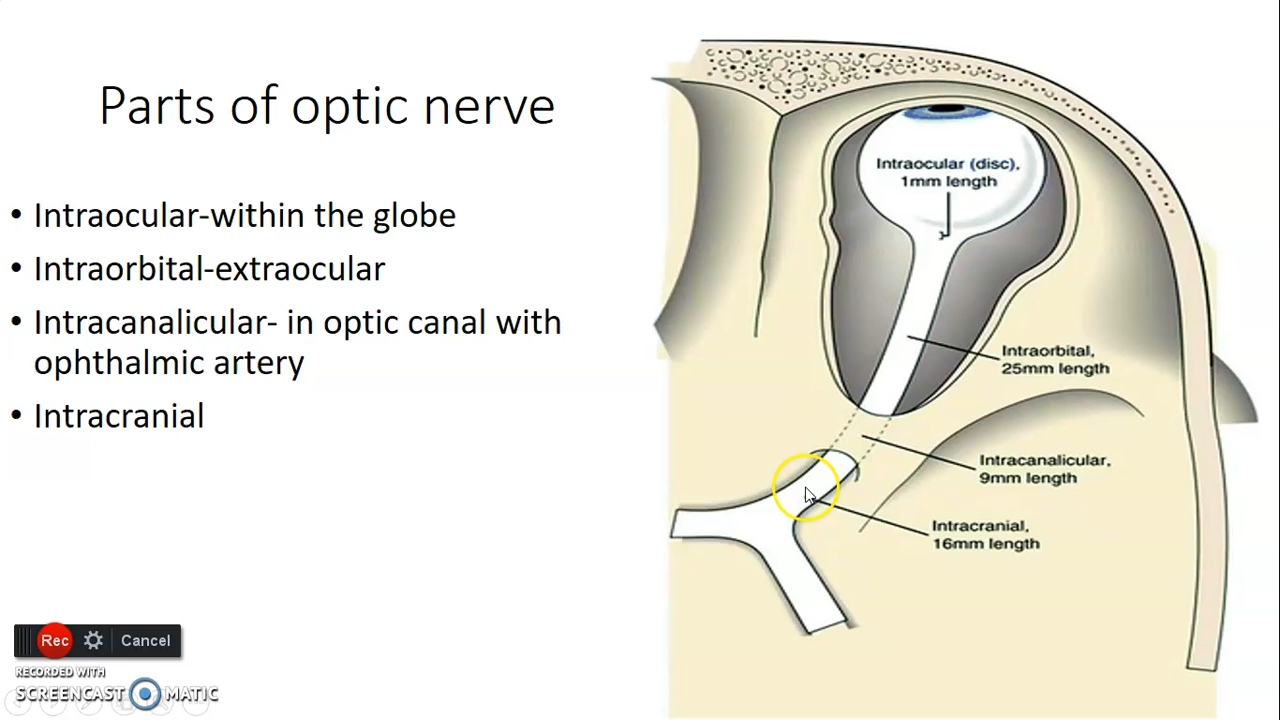 Parts of optic nerve
• Intraocular-within the globe
• Intraorbital-extraocular
• Intracanalicular- in optic canal with
ophthalmic artery
• Intracranial
Intraocular (disc),
1mm length
Intraorbital,
25mm length
Intracanalicular,
9mm length
Intracranial,
16mm length
Rec Cancel
RECORDED WITH
SCREENCAST MATIC